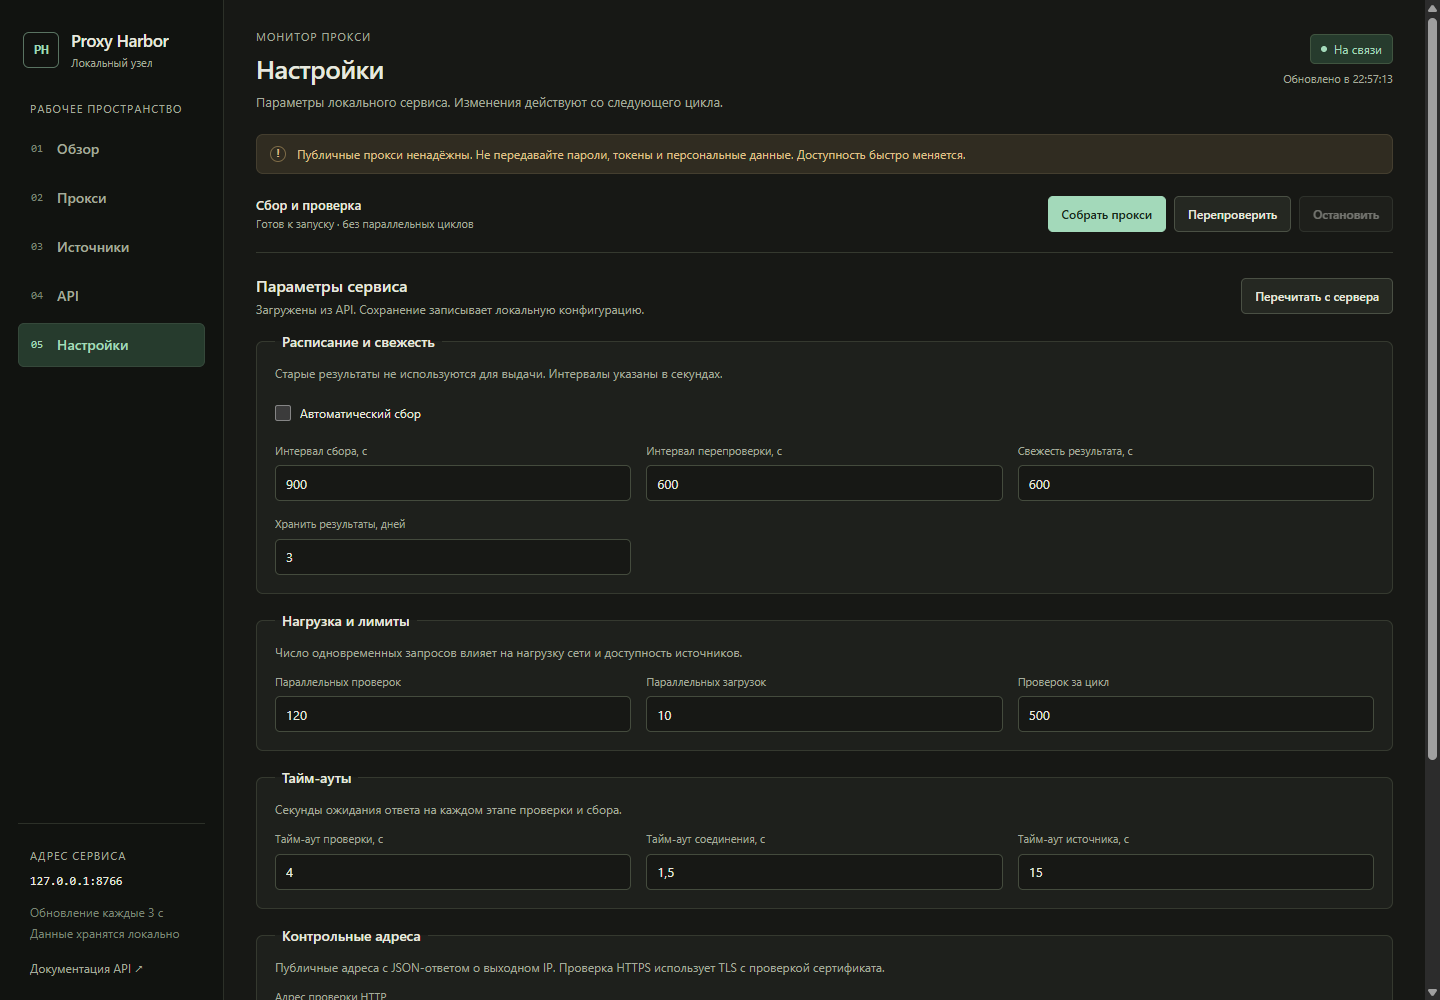 PH
Proxy Harbor
Локальный узел
РАБОЧЕЕ ПРОСТРАНСТВО
01 Обзор
02 Прокси
03 Источники
04 API
05 Настройки
АДРЕС СЕРВИСА
127.0.0.1:8766
Обновление каждые 3 с
Данные хранятся локально
Документация API ↗
МОНИТОР ПРОКСИ
Настройки
Параметры локального сервиса. Изменения действуют со следующего цикла.
На связи
Обновлено в 22:57:13
! Публичные прокси ненадёжны. Не передавайте пароли, токены и персональные данные. Доступность быстро меняется.
Сбор и проверка
Готов к запуску · без параллельных циклов
Собрать прокси Перепроверить Остановить
Параметры сервиса
Загружены из API. Сохранение записывает локальную конфигурацию.
Перечитать с сервера
Расписание и свежесть
Старые результаты не используются для выдачи. Интервалы указаны в секундах.
Автоматический сбор
Интервал сбора, с Интервал перепроверки, с Свежесть результата, с
900 600 600
Хранить результаты, дней
3
Нагрузка и лимиты
Число одновременных запросов влияет на нагрузку сети и доступность источников.
Параллельных проверок Параллельных загрузок Проверок за цикл
120 10 500
Тайм-ауты
Секунды ожидания ответа на каждом этапе проверки и сбора.
Тайм-аут проверки, с Тайм-аут соединения, с Тайм-аут источника, с
4 1,5 15
Контрольные адреса
Публичные адреса с JSON-ответом о выходном IP. Проверка HTTPS использует TLS с проверкой сертификата.
Адрес проверки HTTP